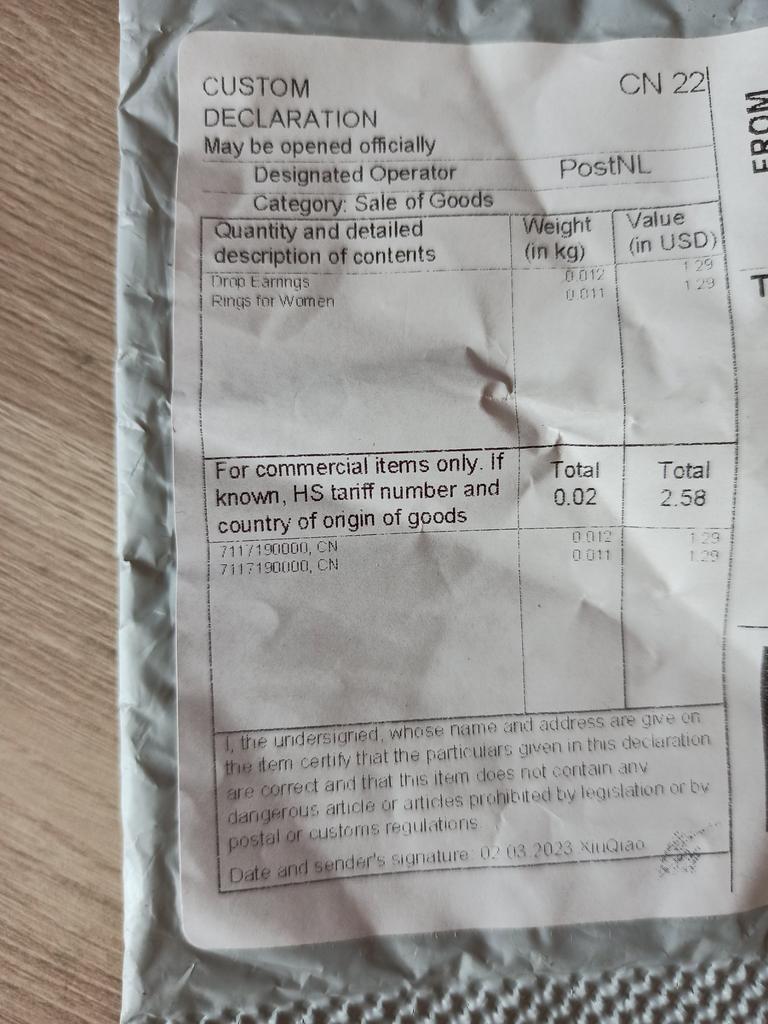 CUSTOM CN 22
DECLARATION
May be opened officially
Designated Operator PostNL
Category: Sale of Goods
Quantity and detailed description of contents Weight (in kg) Value (in USD)
Drop Earrings 0.012 1.29
Rings for Women 0.011 1.29
For commercial items only. If known, HS tariff number and country of origin of goods Total 0.02 Total 2.58
7117190000, CN 0.012 1.29
7117190000, CN 0.011 1.29
I, the undersigned, whose name and address are give on
the item certify that the particulars given in this declaration
are correct and that this item does not contain any
dangerous article or articles prohibited by legislation or by
postal or customs regulations
Date and sender's signature: 02.03.2023 XiuQiao
FROM